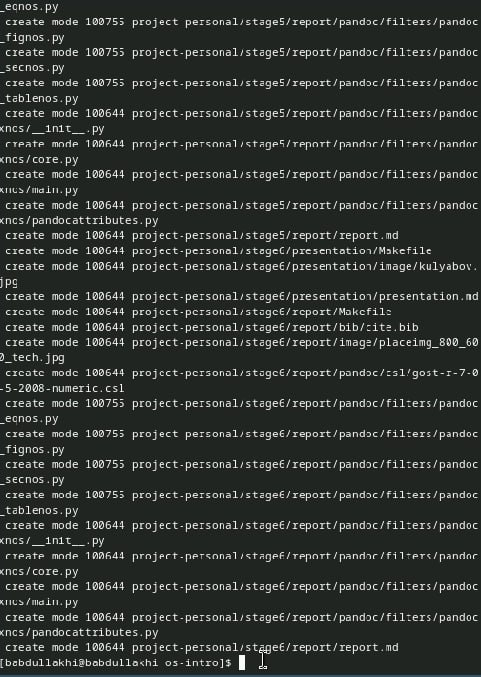 _eqnos.py
 create mode 100755 project-personal/stage5/report/pandoc/filters/pandoc
_fignos.py
 create mode 100755 project-personal/stage5/report/pandoc/filters/pandoc
_secnos.py
 create mode 100755 project-personal/stage5/report/pandoc/filters/pandoc
_tablenos.py
 create mode 100644 project-personal/stage5/report/pandoc/filters/pandoc
xnos/__init__.py
 create mode 100644 project-personal/stage5/report/pandoc/filters/pandoc
xnos/core.py
 create mode 100644 project-personal/stage5/report/pandoc/filters/pandoc
xnos/main.py
 create mode 100644 project-personal/stage5/report/pandoc/filters/pandoc
xnos/pandocattributes.py
 create mode 100644 project-personal/stage5/report/report.md
 create mode 100644 project-personal/stage6/presentation/Makefile
 create mode 100644 project-personal/stage6/presentation/image/kulyabov.
jpg
 create mode 100644 project-personal/stage6/presentation/presentation.md
 create mode 100644 project-personal/stage6/report/Makefile
 create mode 100644 project-personal/stage6/report/bib/cite.bib
 create mode 100644 project-personal/stage6/report/image/placeimg_800_60
0_tech.jpg
 create mode 100644 project-personal/stage6/report/pandoc/csl/gost-r-7-0
-5-2008-numeric.csl
 create mode 100755 project-personal/stage6/report/pandoc/filters/pandoc
_eqnos.py
 create mode 100755 project-personal/stage6/report/pandoc/filters/pandoc
_fignos.py
 create mode 100755 project-personal/stage6/report/pandoc/filters/pandoc
_secnos.py
 create mode 100755 project-personal/stage6/report/pandoc/filters/pandoc
_tablenos.py
 create mode 100644 project-personal/stage6/report/pandoc/filters/pandoc
xnos/__init__.py
 create mode 100644 project-personal/stage6/report/pandoc/filters/pandoc
xnos/core.py
 create mode 100644 project-personal/stage6/report/pandoc/filters/pandoc
xnos/main.py
 create mode 100644 project-personal/stage6/report/pandoc/filters/pandoc
xnos/pandocattributes.py
 create mode 100644 project-personal/stage6/report/report.md
[babdullakhi@babdullakhi os-intro]$